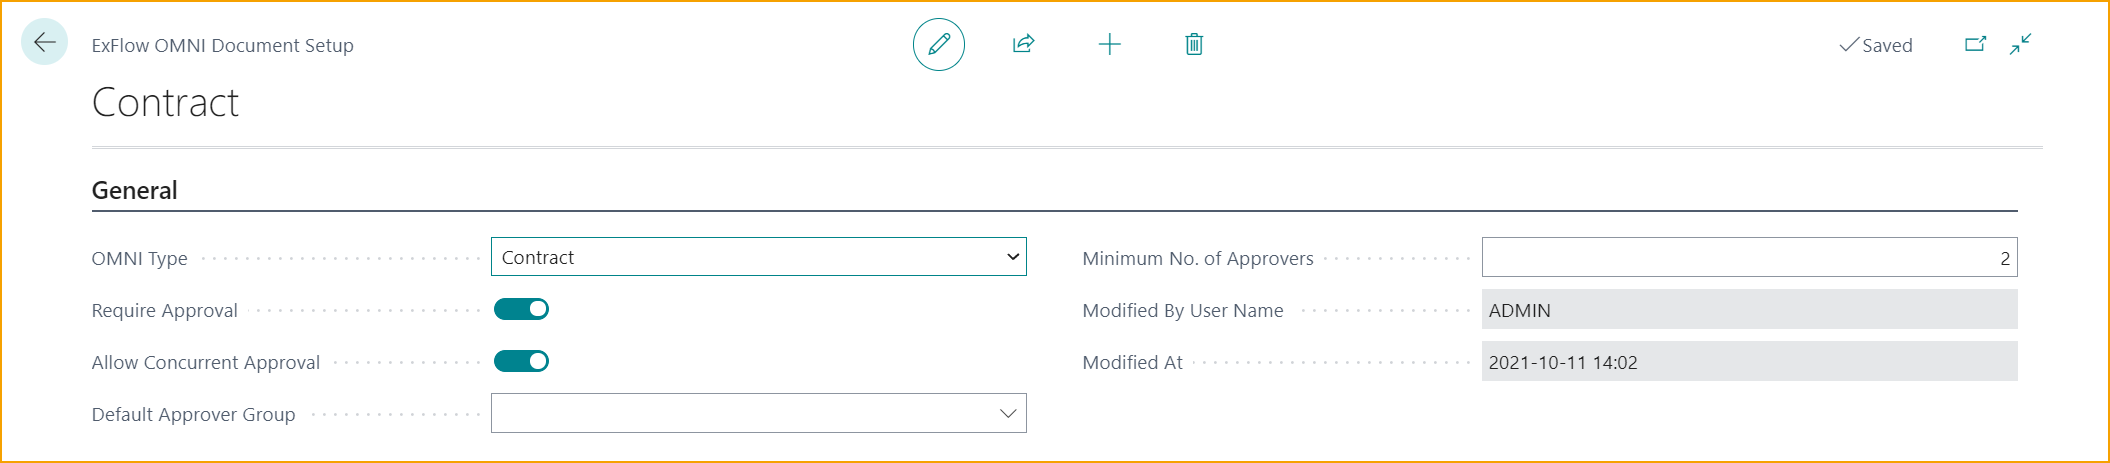 ExFlow OMNI Document Setup
Saved
Contract
General
OMNI Type
Contract
Minimum No. of Approvers
2
Require Approval
Modified By User Name
ADMIN
Allow Concurrent Approval
Modified At
2021-10-11 14:02
Default Approver Group